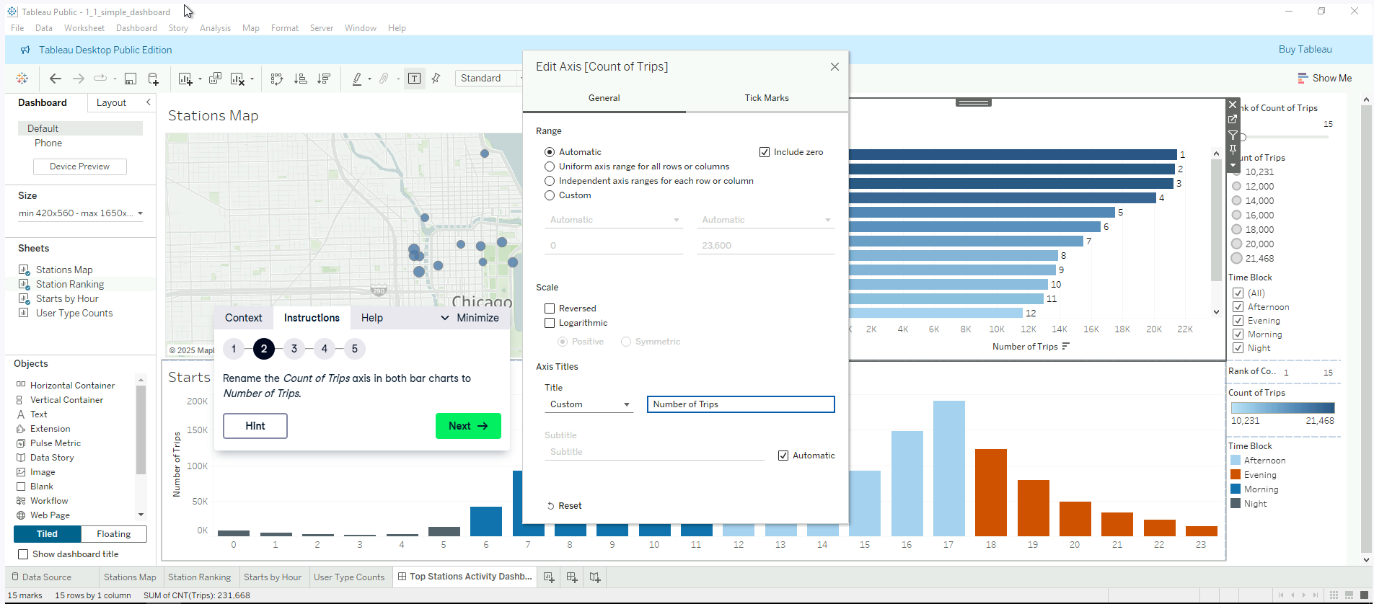 Tableau Public - 1_1_simple_dashboard
File Data Worksheet Dashboard Story Analysis Map Format Server Window Help
Tableau Desktop Public Edition
Buy Tableau
Standard
Show Me
Dashboard
Layout
Default
Phone
Device Preview
Size
min 420x560 - max 1650x...
Sheets
Stations Map
Station Ranking
Starts by Hour
User Type Counts
Objects
Horizontal Container
Vertical Container
Text
Extension
Pulse Metric
Data Story
Image
Blank
Workflow
Web Page
Tiled
Floating
Show dashboard title
Stations Map
Chicago
290
© 2025 Mapl
Context
Instructions
Help
Minimize
1 2 3 4 5
Rename the Count of Trips axis in both bar charts to
Number of Trips.
Hint
Next →
Edit Axis [Count of Trips]
General
Tick Marks
Range
Automatic
Include zero
Uniform axis range for all rows or columns
Independent axis ranges for each row or column
Custom
Automatic
Automatic
0
23.600
Scale
Reversed
Logarithmic
Positive
Symmetric
Axis Titles
Title
Custom
Number of Trips
Subtitle
Subtitle
Automatic
Reset
1
2
3
4
5
6
7
8
9
10
11
12
K 2K 4K 6K 8K 10K 12K 14K 16K 18K 20K 22K
Number of Trips
nk of Count of Trips
15
unt of Trips
10,231
12,000
14,000
16,000
18,000
20,000
21,468
Time Block
(All)
Afternoon
Evening
Morning
Night
Rank of Co.. 1 15
Count of Trips
10,231 21,468
Time Block
Afternoon
Evening
Morning
Night
Starts
200K
150K
100K
50K
0K
Number of Trips
0 1 2 3 4 5 6 7 8 9 10 11 12 13 14 15 16 17 18 19 20 21 22 23
Data Source
Stations Map
Station Ranking
Starts by Hour
User Type Counts
Top Stations Activity Dashb...
15 marks
15 rows by 1 column
SUM of CNT(Trips): 231.668